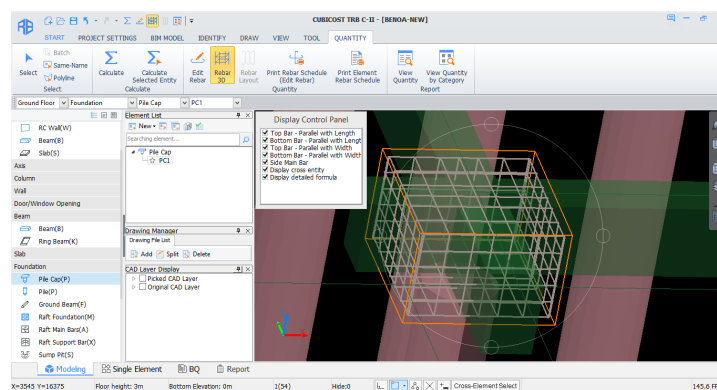 CUBICOST TRB C-II - [BENOA-NEW]
START PROJECT SETTINGS BIM MODEL IDENTIFY DRAW VIEW TOOL QUANTITY
Select
Batch
Same-Name
Polyline
Select
Calculate
Calculate
Selected Entity
Calculate
Edit
Rebar
Rebar
3D
Rebar
Layout
Print Rebar Schedule
(Edit Rebar)
Print Element
Rebar Schedule
Quantity
View
Quantity
View Quantity
by Category
Report
Ground Floor Foundation Pile Cap PC1
RC Wall(W)
Beam(B)
Slab(S)
Axis
Column
Wall
Door/Window Opening
Beam
Beam(B)
Ring Beam(K)
Slab
Foundation
Pile Cap(P)
Pile(P)
Ground Beam(F)
Raft Foundation(M)
Raft Main Bars(A)
Raft Support Bar(X)
Sump Pit(S)
Element List
New
Searching element...
Pile Cap
PC1
Drawing Manager
Drawing File List
Add Split Delete
CAD Layer Display
Picked CAD Layer
Original CAD Layer
Display Control Panel
Top Bar - Parallel with Length
Bottom Bar - Parallel with Lengt
Top Bar - Parallel with Width
Bottom Bar - Parallel with Width
Side Main Bar
Display cross entity
Display detailed formula
Modeling Single Element BQ Report
X=3545 Y=16375 Floor height: 3m Bottom Elevation: 0m 1(54) Hide:0 Cross-Element Select 145.6 FP